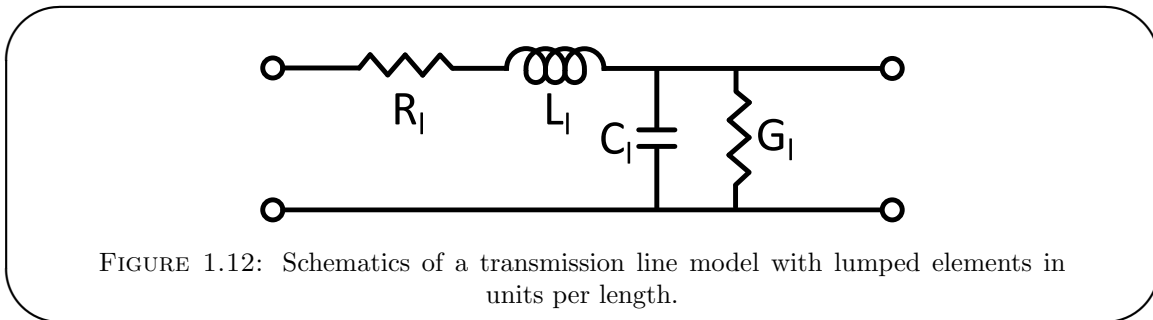 R_l
L_l
C_l
G_l
FIGURE 1.12: Schematics of a transmission line model with lumped elements in
units per length.